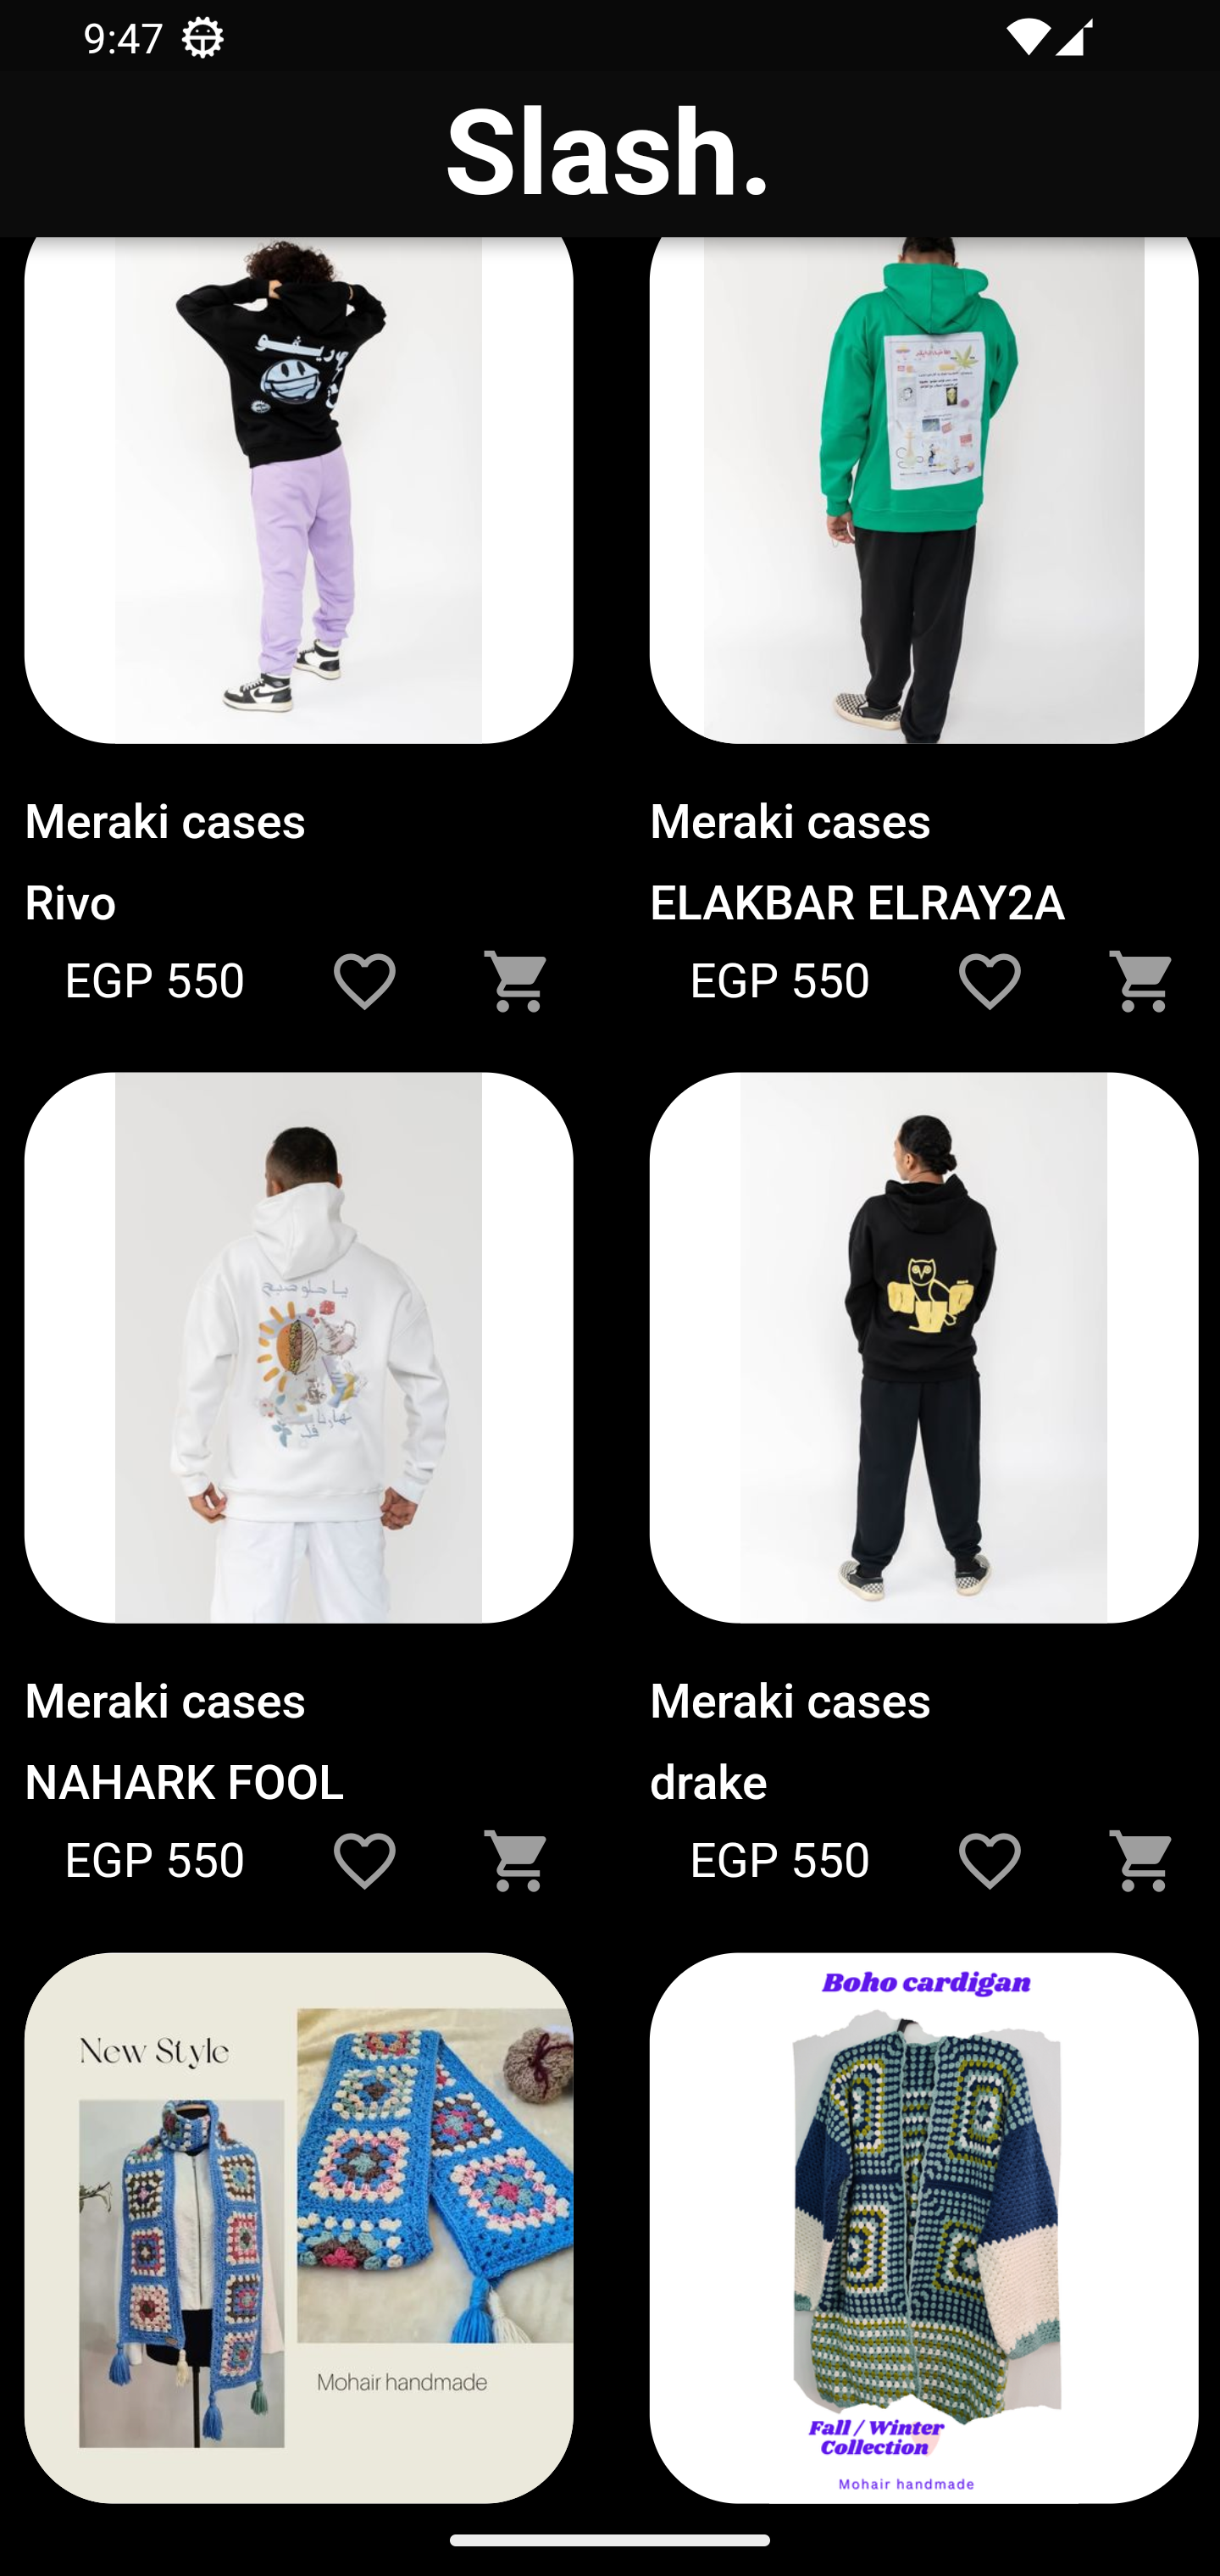 9:47
Slash.
يا حلو صبح
نهارنا
فل
Meraki cases
Meraki cases
Rivo
ELAKBAR ELRAY2A
EGP 550
EGP 550
Meraki cases
Meraki cases
NAHARK FOOL
drake
EGP 550
EGP 550
New Style
Mohair handmade
Boho cardigan
Fall / Winter
Collection
Mohair handmade